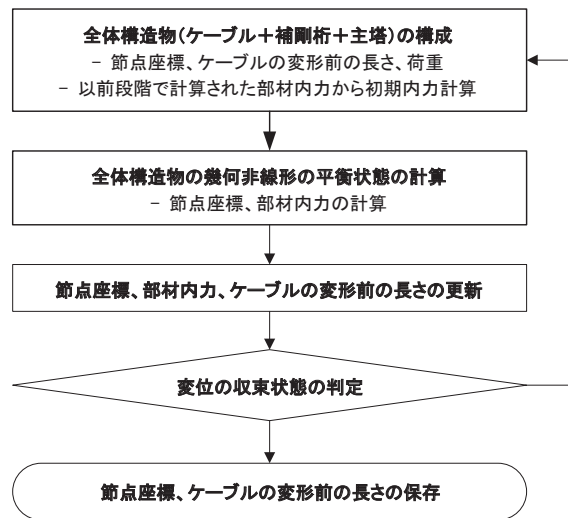 全体構造物(ケーブル+補剛桁+主塔)の構成
- 節点座標、ケーブルの変形前の長さ、荷重
- 以前段階で計算された部材内力から初期内力計算
全体構造物の幾何非線形の平衡状態の計算
- 節点座標、部材内力の計算
節点座標、部材内力、ケーブルの変形前の長さの更新
変位の収束状態の判定
節点座標、ケーブルの変形前の長さの保存